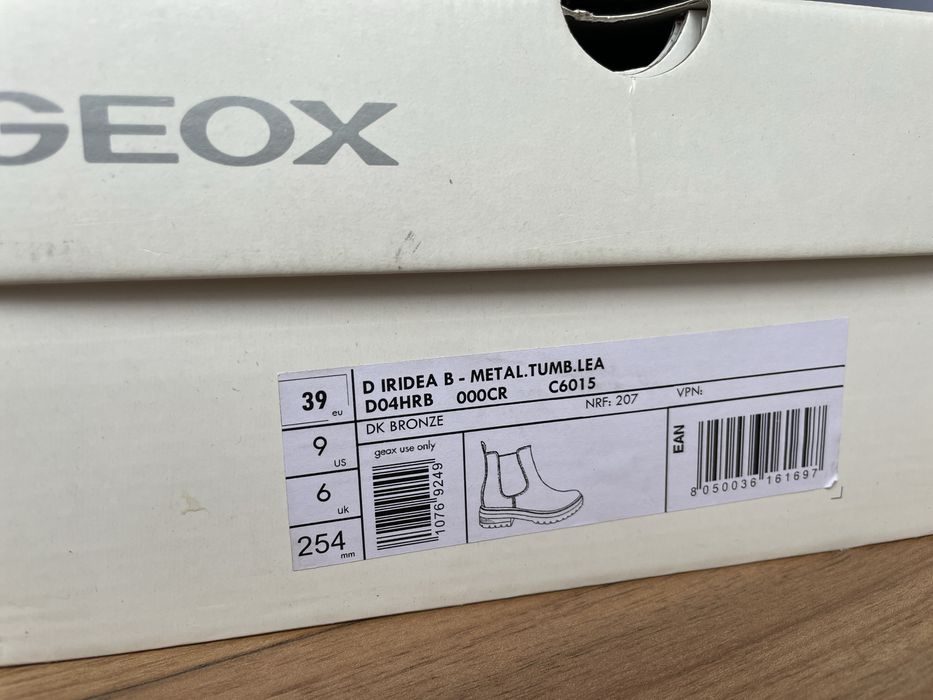 GEOX
39 eu
9 US
6 uk
254 mm
D IRIDEA B - METAL.TUMB.LEA
D04HRB 000CR C6015
DK BRONZE NRF: 207 VPN:
geox use only
1076 9249
EAN
8 050036 161697